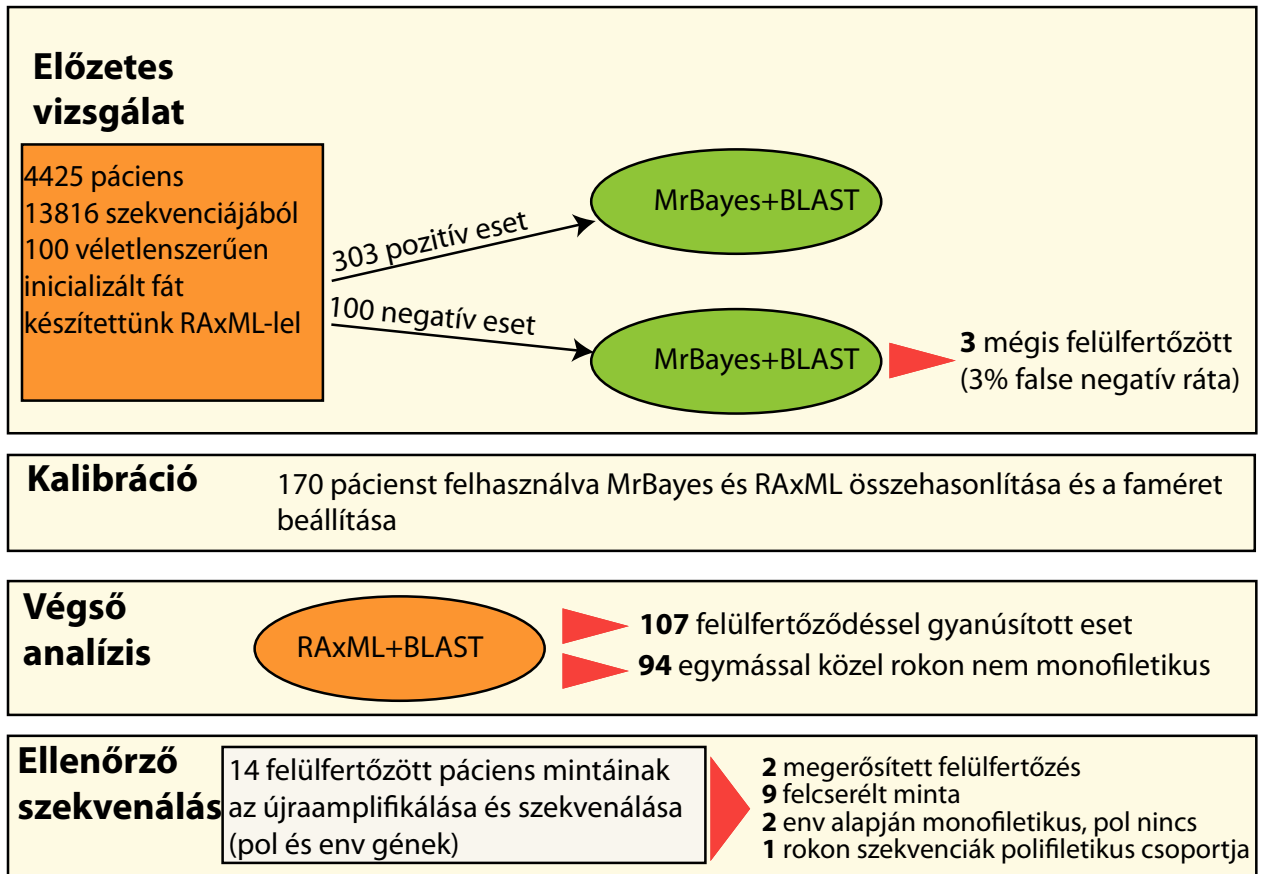 Előzetes
vizsgálat
4425 páciens
13816 szekvenciájából
100 véletlenszerűen
inicializált fát
készítettünk RAxML-lel
303 pozitív eset
MrBayes+BLAST
100 negatív eset
MrBayes+BLAST
3 mégis felülfertőzött
(3% false negatív ráta)
Kalibráció
170 pácienst felhasználva MrBayes és RAxML összehasonlítása és a faméret
beállítása
Végső
analízis
RAxML+BLAST
107 felülfertőződéssel gyanúsított eset
94 egymással közel rokon nem monofiletikus
Ellenőrző
szekvenálás
14 felülfertőzött páciens mintáinak
az újraamplifikálása és szekvenálása
(pol és env gének)
2 megerősített felülfertőzés
9 felcserélt minta
2 env alapján monofiletikus, pol nincs
1 rokon szekvenciák polifiletikus csoportja